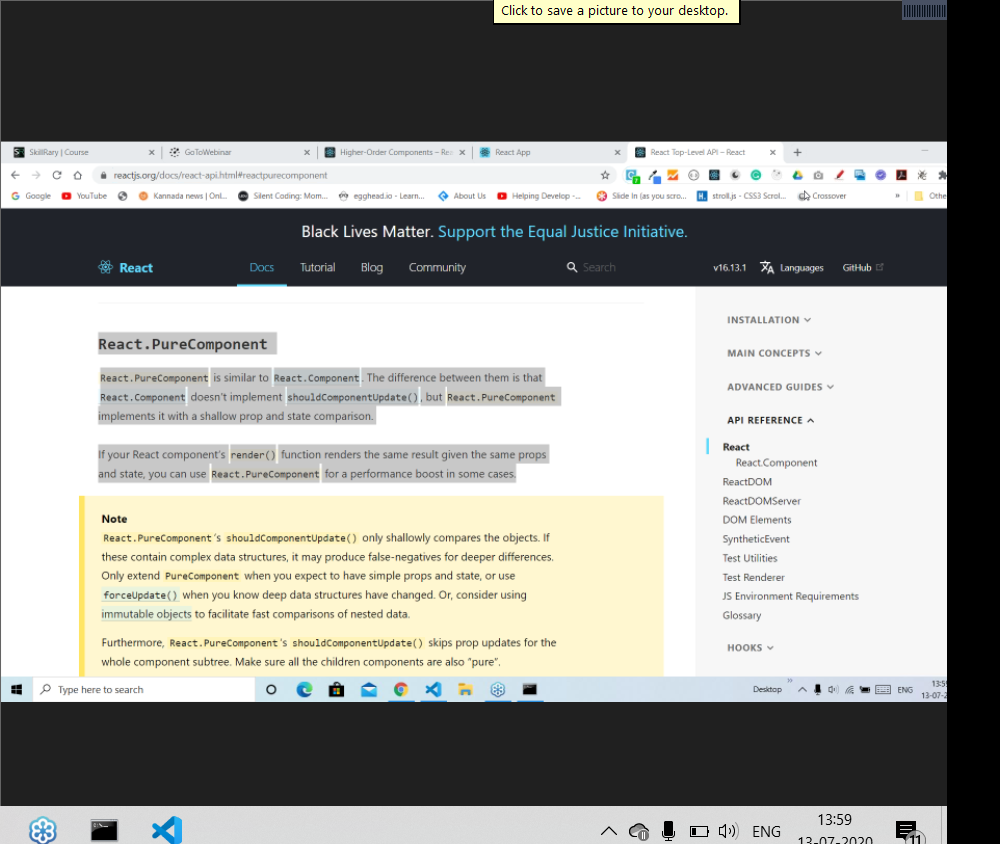 Click to save a picture to your desktop.
SkillRary | Course
GoToWebinar
Higher-Order Components – Re
React App
React Top-Level API – React
reactjs.org/docs/react-api.html#reactpurecomponent
Google
YouTube
Kannada news | Onl...
Silent Coding: Mom...
egghead.io - Learn...
About Us
Helping Develop -...
Slide In (as you scro...
stroll.js - CSS3 Scrol...
Crossover
»
Othe
Black Lives Matter. Support the Equal Justice Initiative.
React
Docs
Tutorial
Blog
Community
Search
v16.13.1
Languages
GitHub
React.PureComponent
React.PureComponent is similar to React.Component. The difference between them is that
React.Component doesn't implement shouldComponentUpdate(), but React.PureComponent
implements it with a shallow prop and state comparison.
If your React component's render() function renders the same result given the same props
and state, you can use React.PureComponent for a performance boost in some cases.
Note
React.PureComponent's shouldComponentUpdate() only shallowly compares the objects. If
these contain complex data structures, it may produce false-negatives for deeper differences.
Only extend PureComponent when you expect to have simple props and state, or use
forceUpdate() when you know deep data structures have changed. Or, consider using
immutable objects to facilitate fast comparisons of nested data.
Furthermore, React.PureComponent's shouldComponentUpdate() skips prop updates for the
whole component subtree. Make sure all the children components are also "pure".
INSTALLATION
MAIN CONCEPTS
ADVANCED GUIDES
API REFERENCE
React
React.Component
ReactDOM
ReactDOMServer
DOM Elements
SyntheticEvent
Test Utilities
Test Renderer
JS Environment Requirements
Glossary
HOOKS
Type here to search
Desktop
»
ENG
13:59
13-07-2
ENG
13:59
13-07-2020
11